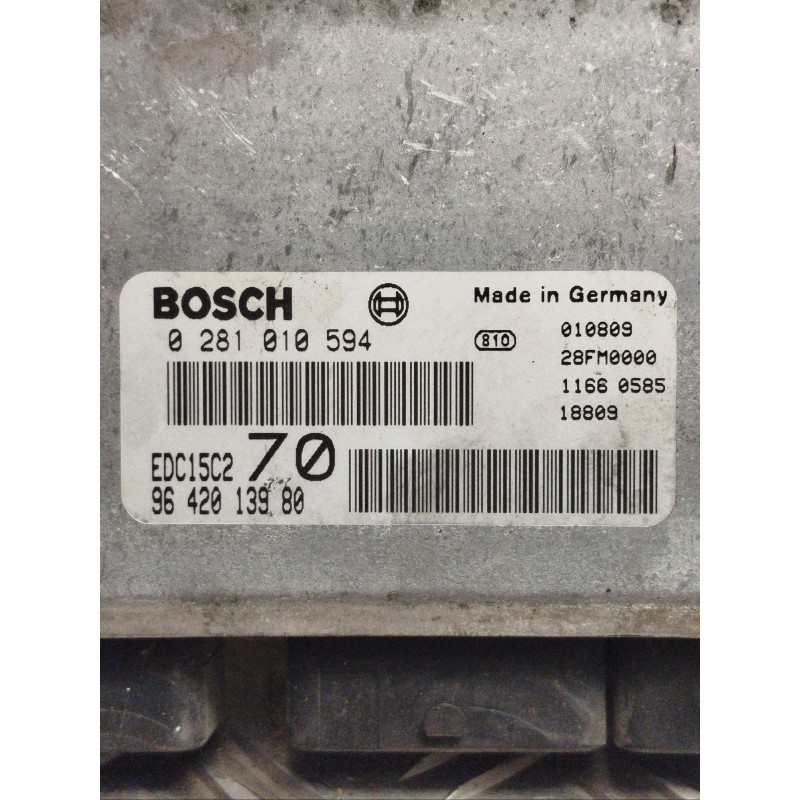 BOSCH
Made in Germany
0 281 010 594
810
010809
28FM0000
1166 0585
18809
EDC15C2 70
96 420 139 80